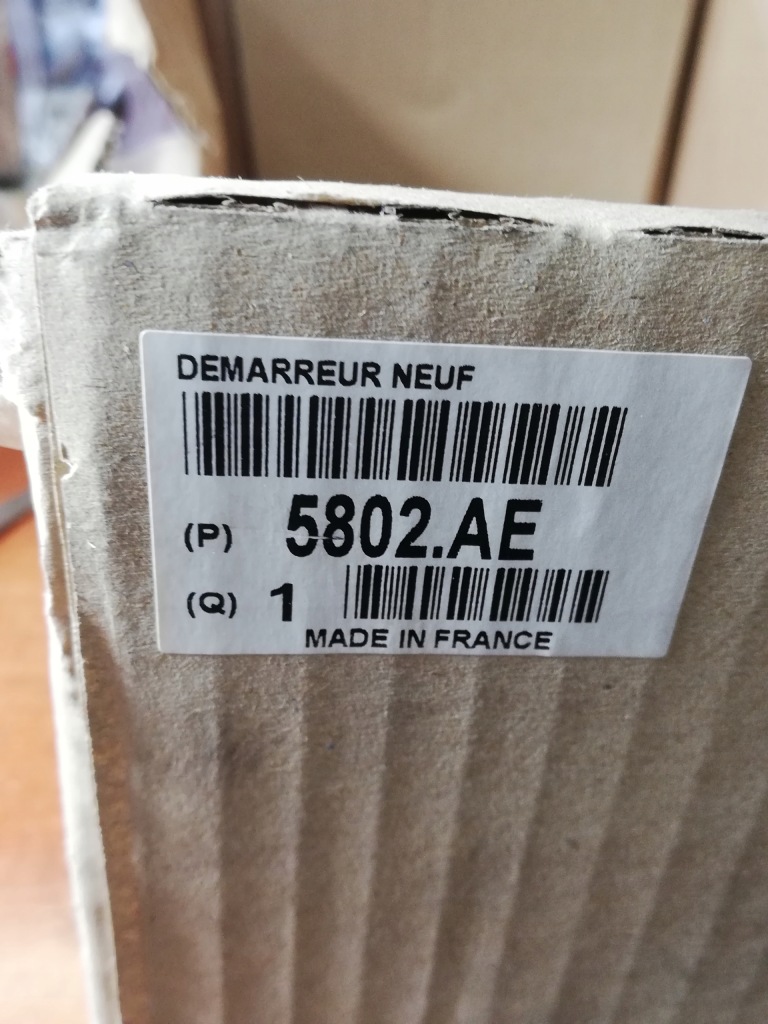 DEMARREUR NEUF
(P) 5802.AE
(Q) 1
MADE IN FRANCE